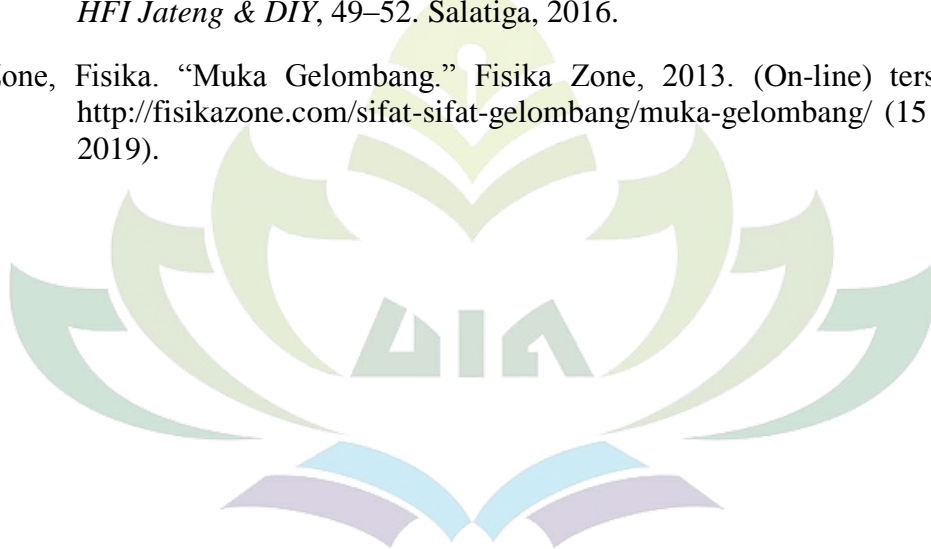 HFI Jateng & DIY, 49–52. Salatiga, 2016.
Zone, Fisika. “Muka Gelombang.” Fisika Zone, 2013. (On-line) ters
http://fisikazone.com/sifat-sifat-gelombang/muka-gelombang/ (15
2019).
UIN